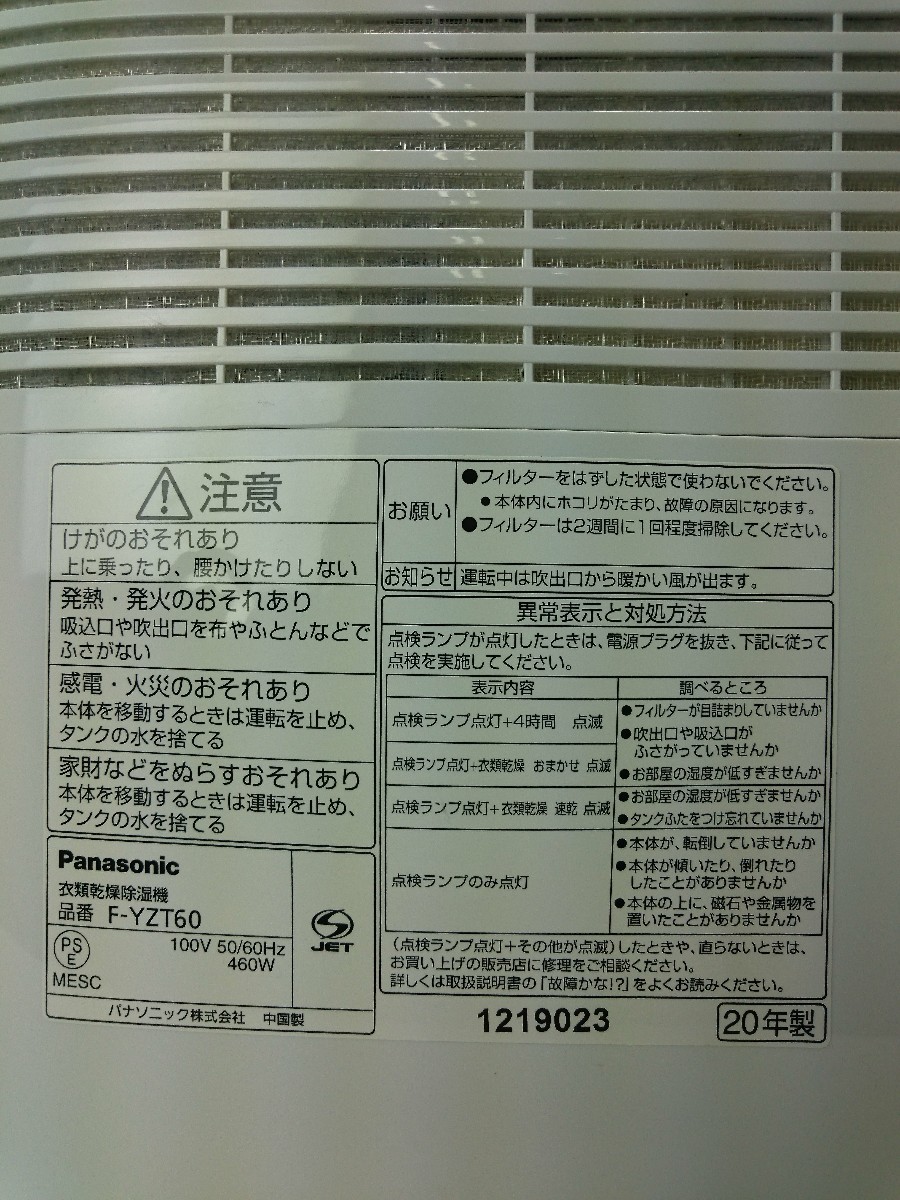 注意
けがのおそれあり
上に乗ったり、腰かけたりしない
発熱・発火のおそれあり
吸込口や吹出口を布やふとんなどで
ふさがない
感電・火災のおそれあり
本体を移動するときは運転を止め、
タンクの水を捨てる
家財などをぬらすおそれあり
本体を移動するときは運転を止め、
タンクの水を捨てる
Panasonic
衣類乾燥除湿機
品番 F-YZT60
PS
E
100V 50/60Hz
460W
MESC
JET
パナソニック株式会社 中国製
お願い
●フィルターをはずした状態で使わないでください。
●本体内にホコリがたまり、故障の原因になります。
●フィルターは2週間に1回程度掃除してください。
お知らせ 運転中は吹出口から暖かい風が出ます。
異常表示と対処方法
点検ランプが点灯したときは、電源プラグを抜き、下記に従って
点検を実施してください。
表示内容 調べるところ
点検ランプ点灯+4時間 点滅
点検ランプ点灯+衣類乾燥 おまかせ 点滅
●フィルターが目詰まりしていませんか
●吹出口や吸込口が
ふさがっていませんか
●お部屋の湿度が低すぎませんか
点検ランプ点灯+衣類乾燥 速乾 点滅
●お部屋の湿度が低すぎませんか
●タンクふたをつけ忘れていませんか
点検ランプのみ点灯
●本体が、転倒していませんか
●本体が傾いたり、倒れたり
したことがありませんか
●本体の上に、磁石や金属物を
置いたことがありませんか
(点検ランプ点灯+その他が点滅)したときや、直らないときは、
お買い上げの販売店に修理をご相談ください。
詳しくは取扱説明書の「故障かな!?」をよくお読みください。
1219023
20年製